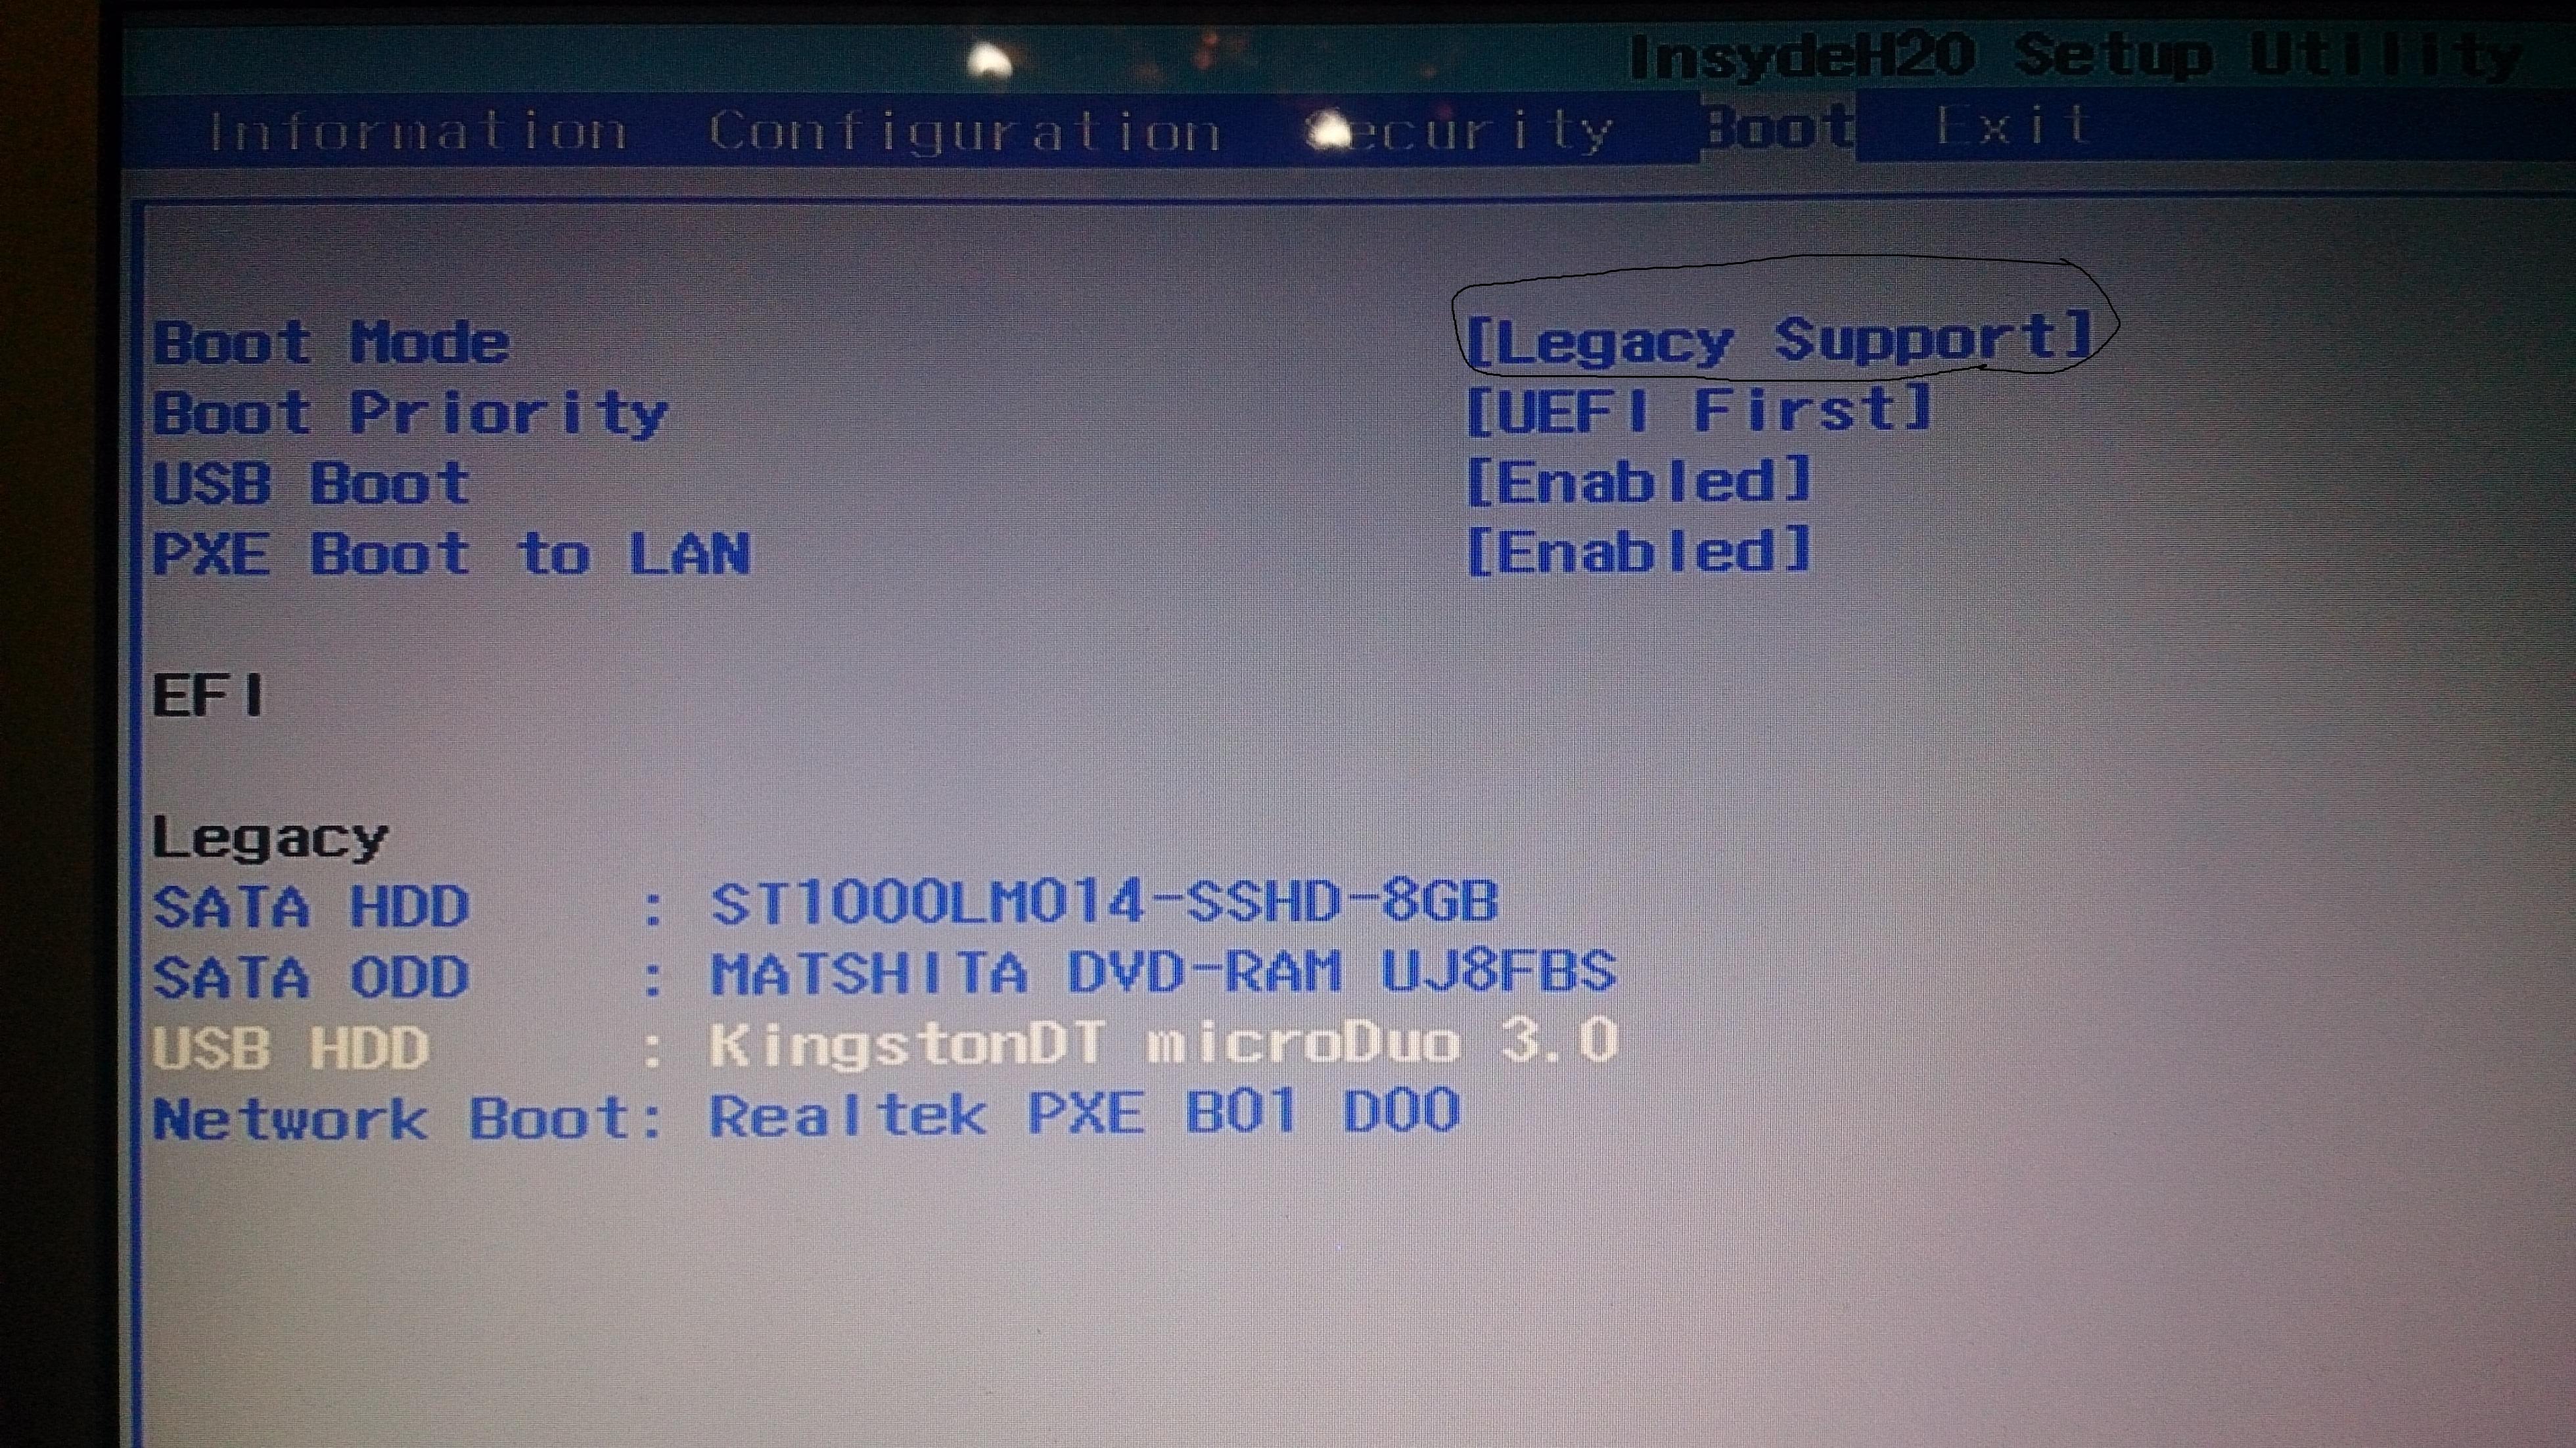 InsydeH20 Setup Utility
Information Configuration Security Boot Exit
Boot Mode [Legacy Support]
Boot Priority [UEFI First]
USB Boot [Enabled]
PXE Boot to LAN [Enabled]
EFI
Legacy
SATA HDD : ST1000LM014-SSHD-8GB
SATA ODD : MATSHITA DVD-RAM UJ8FBS
USB HDD : KingstonDT microDuo 3.0
Network Boot: Realtek PXE B01 D00